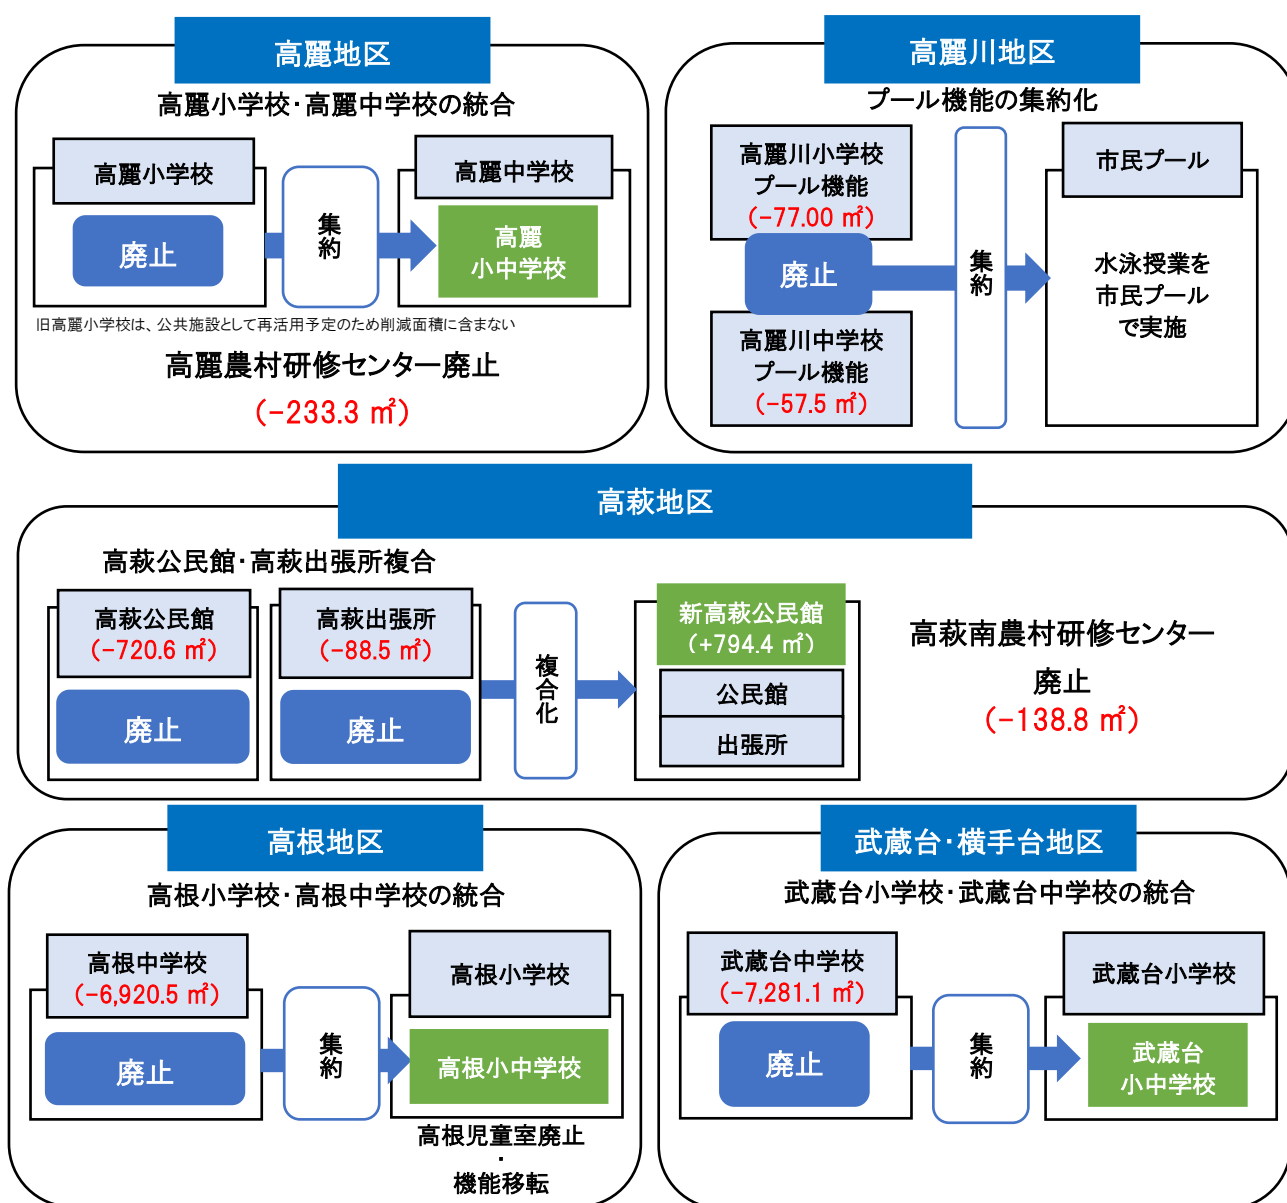 高麗地区
高麗小学校・高麗中学校の統合
高麗小学校
廃止
集約
高麗中学校
高麗
小中学校
旧高麗小学校は、公共施設として再活用予定のため削減面積に含まない
高麗農村研修センター廃止
(-233.3 ㎡)
高麗川地区
プール機能の集約化
高麗川小学校
プール機能
(-77.00 ㎡)
廃止
高麗川中学校
プール機能
(-57.5 ㎡)
集約
市民プール
水泳授業を
市民プール
で実施
高萩地区
高萩公民館・高萩出張所複合
高萩公民館
(-720.6 ㎡)
廃止
高萩出張所
(-88.5 ㎡)
廃止
複合化
新高萩公民館
(+794.4 ㎡)
公民館
出張所
高萩南農村研修センター
廃止
(-138.8 ㎡)
高根地区
高根小学校・高根中学校の統合
高根中学校
(-6,920.5 ㎡)
廃止
集約
高根小学校
高根小中学校
高根児童室廃止
・
機能移転
武蔵台・横手台地区
武蔵台小学校・武蔵台中学校の統合
武蔵台中学校
(-7,281.1 ㎡)
廃止
集約
武蔵台小学校
武蔵台
小中学校